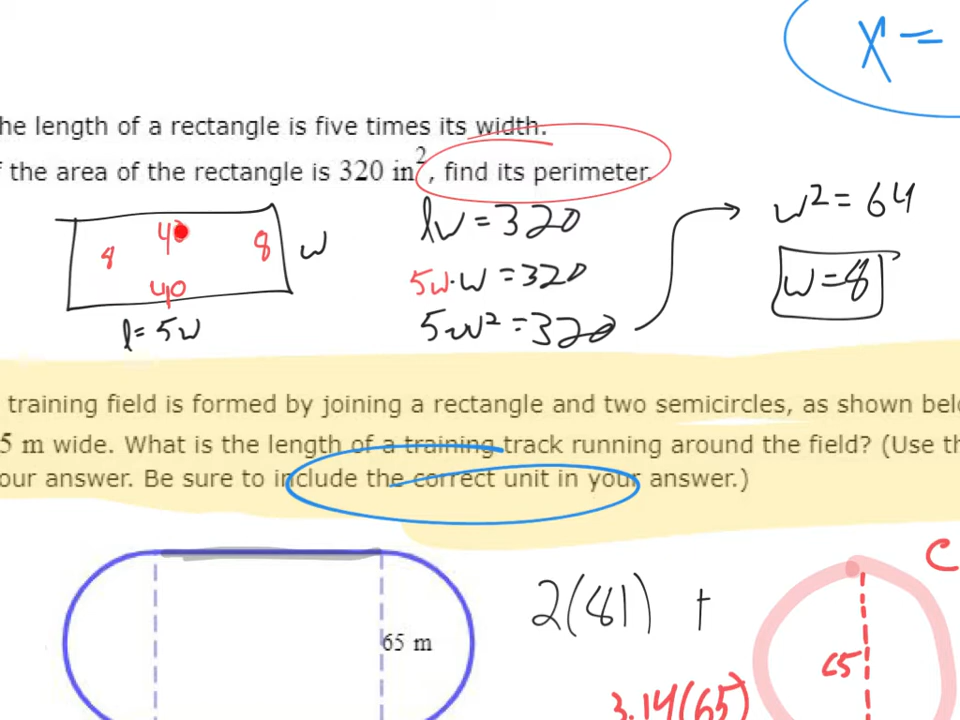 x =
he length of a rectangle is five times its width.
f the area of the rectangle is 320 in², find its perimeter.
40
8 8 w
40
l = 5w
lw = 320
5w·w = 320
5w² = 320
w² = 64
w = 8
training field is formed by joining a rectangle and two semicircles, as shown belo
5 m wide. What is the length of a training track running around the field? (Use th
our answer. Be sure to include the correct unit in your answer.)
65 m
2(81) +
C
65
3.14(65)